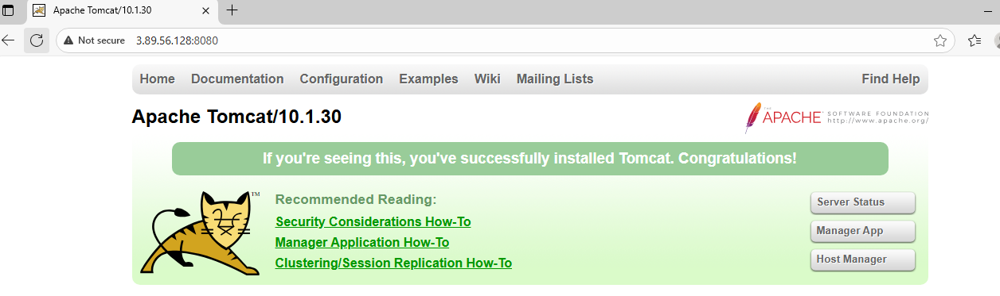 Apache Tomcat/10.1.30
Not secure 3.89.56.128:8080
Home Documentation Configuration Examples Wiki Mailing Lists Find Help
Apache Tomcat/10.1.30
THE
APACHE® SOFTWARE FOUNDATION
http://www.apache.org/
If you're seeing this, you've successfully installed Tomcat. Congratulations!
TM
Recommended Reading:
Security Considerations How-To
Manager Application How-To
Clustering/Session Replication How-To
Server Status
Manager App
Host Manager